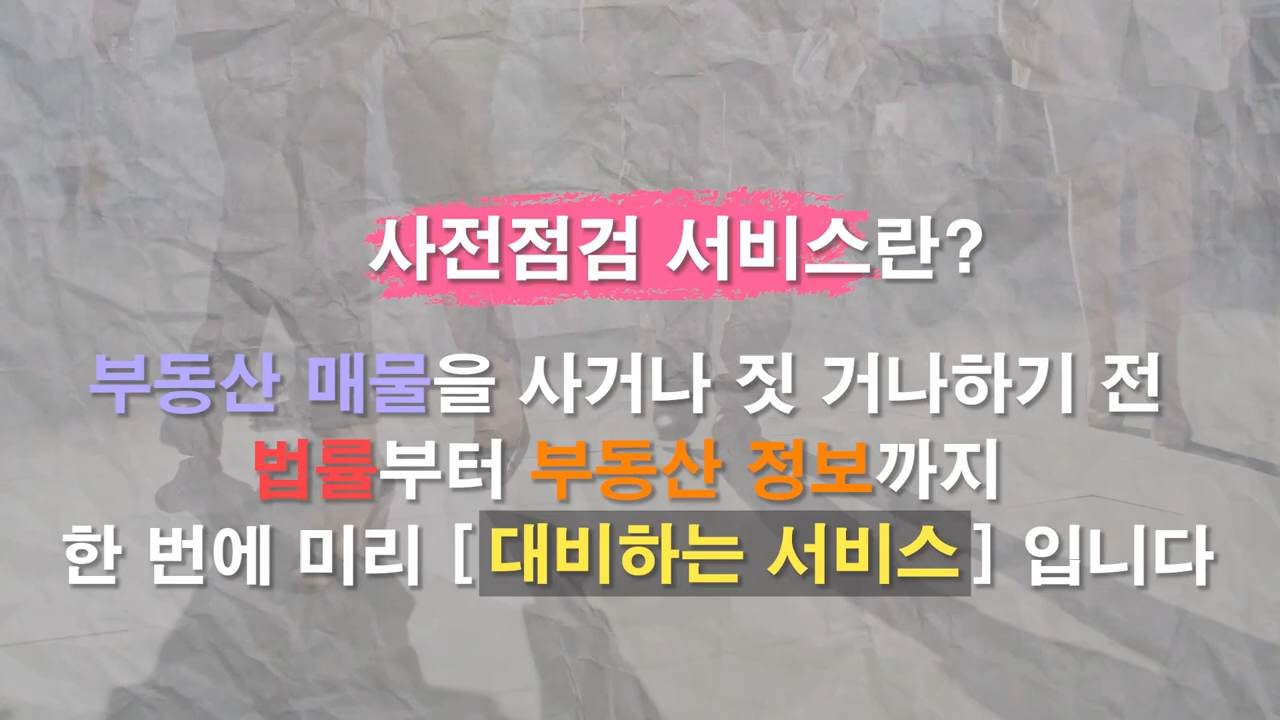 사전점검 서비스란?
부동산 매물을 사거나 짓 거나하기 전
법률부터 부동산 정보까지
한 번에 미리 [대비하는 서비스] 입니다